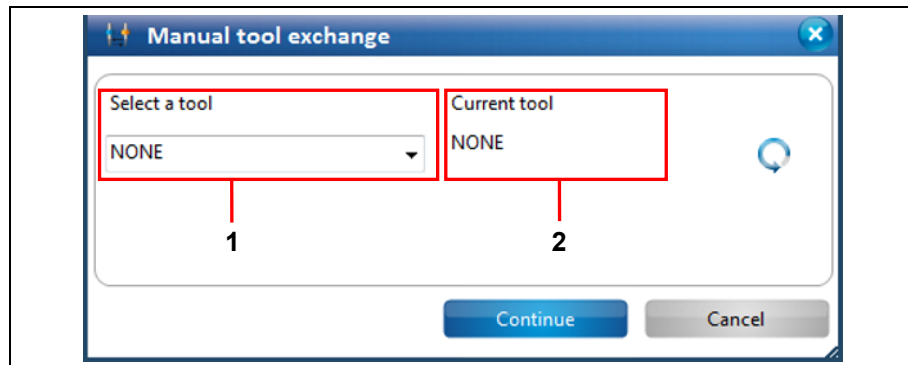 Manual tool exchange
Select a tool
Current tool
NONE
NONE
1
2
Continue
Cancel